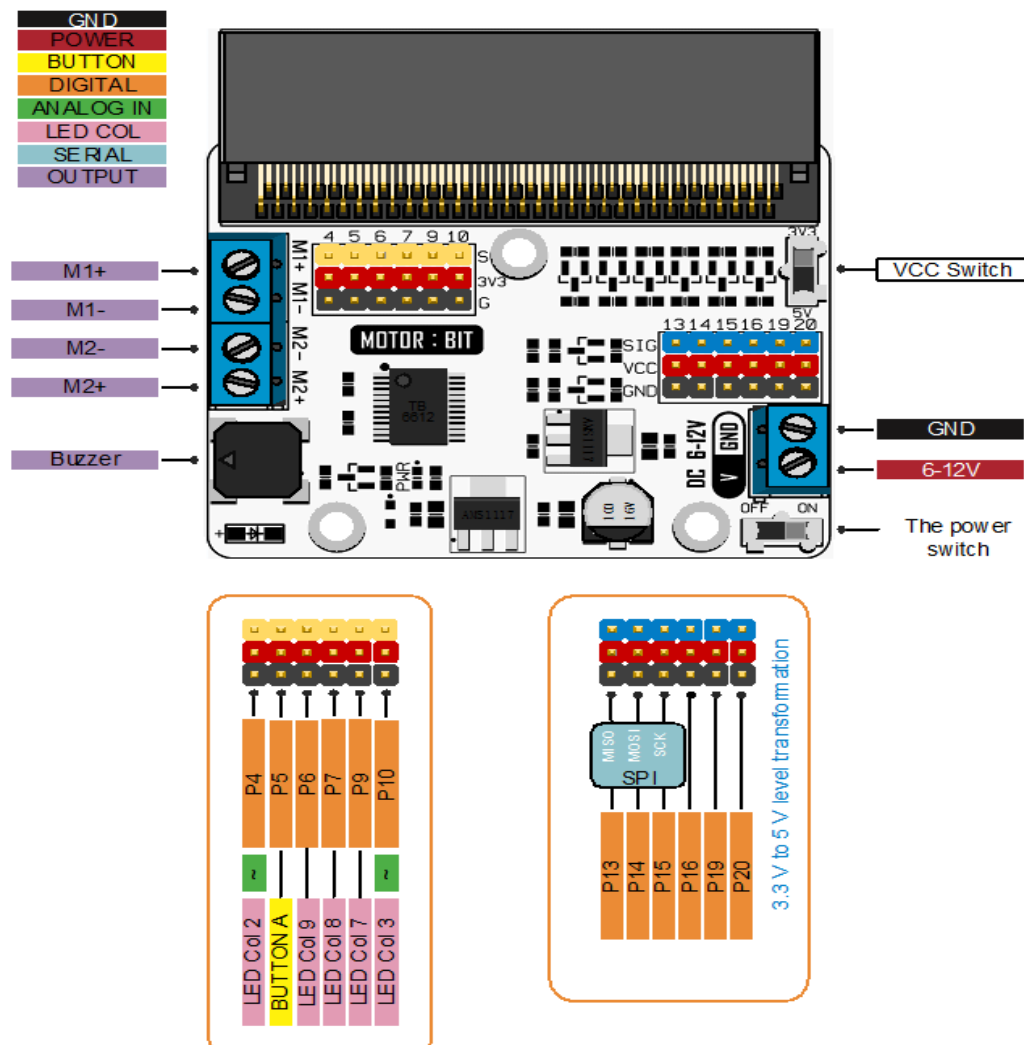 GND
POWER
BUTTON
DIGITAL
ANALOG IN
LED COL
SERIAL
OUTPUT
M1+
M1-
M2-
M2+
Buzzer
M1+
M1-
M2-
M2+
4 5 6 7 9 10
3V3
G
MOTOR : BIT
TB
6612
PWR
AMS1117
3V3
5V
VCC Switch
13 14 15 16 19 20
SIG
VCC
GND
DC 6-12V
V GND
OFF ON
GND
6-12V
The power
switch
P4
P5
P6
P7
P9
P10
~
~
LED Col 2
BUTTON A
LED Col 9
LED Col 8
LED Col 7
LED Col 3
MISO
MOSI
SCK
SPI
P13
P14
P15
P16
P19
P20
3.3 V to 5 V level transformation